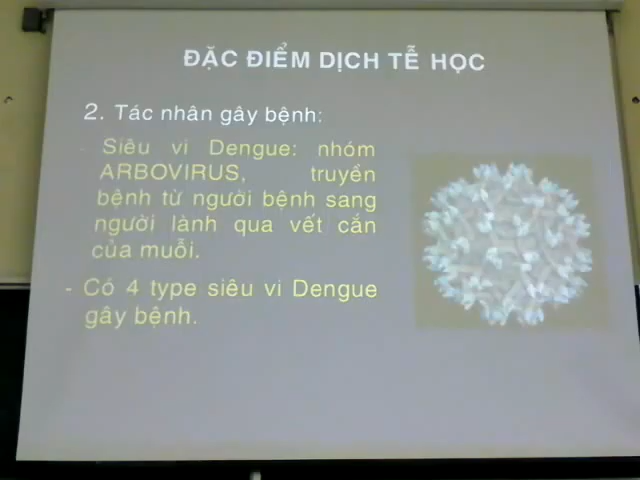 ĐẶC ĐIỂM DỊCH TỄ HỌC
2. Tác nhân gây bệnh:
- Siêu vi Dengue: nhóm
ARBOVIRUS, truyền
bệnh từ người bệnh sang
người lành qua vết cắn
của muỗi.
- Có 4 type siêu vi Dengue
gây bệnh.